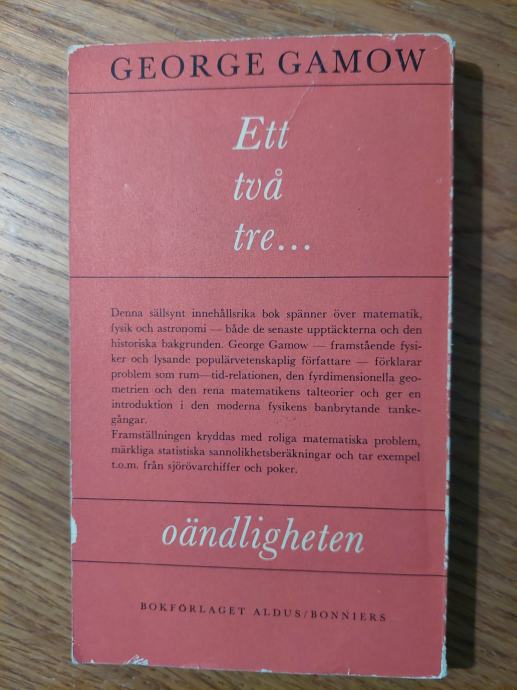 GEORGE GAMOW
Ett
två
tre...
Denna sällsynt innehållsrika bok spänner över matematik,
fysik och astronomi — både de senaste upptäckterna och den
historiska bakgrunden. George Gamow — framstående fysi-
ker och lysande populärvetenskaplig författare — förklarar
problem som rum—tid-relationen, den fyrdimensionella geo-
metrien och den rena matematikens talteorier och ger en
introduktion i den moderna fysikens banbrytande tanke-
gångar.
Framställningen kryddas med roliga matematiska problem,
märkliga statistiska sannolikhetsberäkningar och tar exempel
t.o.m. från sjörövarchiffer och poker.
oändligheten
BOKFÖRLAGET ALDUS/BONNIERS